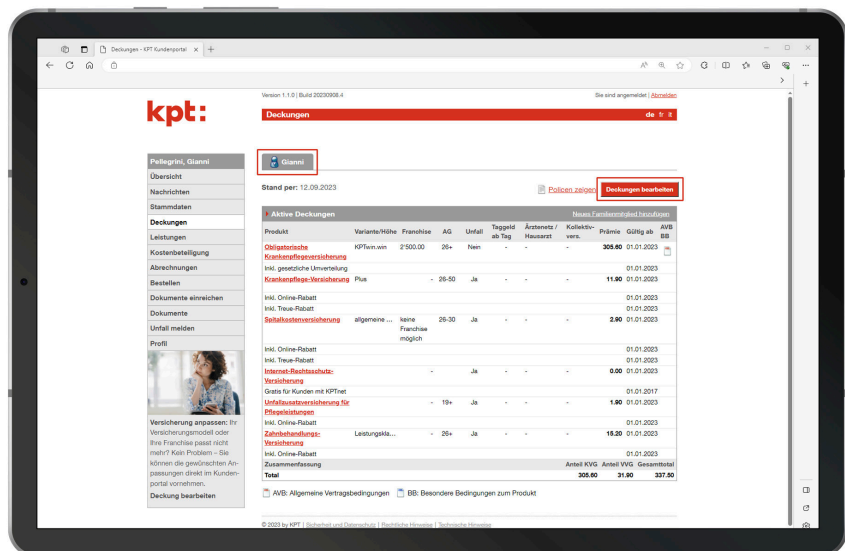 Deckungen - KPT Kundenportal
Version 1.1.0 | Build 20230908.4
Sie sind angemeldet | Abmelden
kpt:
Deckungen
de fr it
Pellegrini, Gianni
Übersicht
Nachrichten
Stammdaten
Deckungen
Leistungen
Kostenbeteiligung
Abrechnungen
Bestellen
Dokumente einreichen
Dokumente
Unfall melden
Profil
Versicherung anpassen: Ihr
Versicherungsmodell oder
Ihre Franchise passt nicht
mehr? Kein Problem – Sie
können die gewünschten An-
passungen direkt im Kunden-
portal vornehmen.
Deckung bearbeiten
Gianni
Stand per: 12.09.2023
Policen zeigen
Deckungen bearbeiten
Aktive Deckungen
Neues Familienmitglied hinzufügen
Produkt Variante/Höhe Franchise AG Unfall Taggeld ab Tag Ärztenetz / Hausarzt Kollektiv-vers. Prämie Gültig ab AVB BB
Obligatorische KPTwin.win 2'500.00 26+ Nein - - - 305.60 01.01.2023
Krankenpflegeversicherung
Inkl. gesetzliche Umverteilung 01.01.2023
Krankenpflege-Versicherung Plus - 26-50 Ja - - - 11.90 01.01.2023
Inkl. Online-Rabatt 01.01.2023
Inkl. Treue-Rabatt 01.01.2023
Spitalkostenversicherung allgemeine ... keine 26-30 Ja - - - 2.90 01.01.2023
Franchise
möglich
Inkl. Online-Rabatt 01.01.2023
Inkl. Treue-Rabatt 01.01.2023
Internet-Rechtsschutz- - Ja - - - 0.00 01.01.2023
Versicherung
Gratis für Kunden mit KPTnet 01.01.2017
Unfallzusatzversicherung für - 19+ Ja - - - 1.90 01.01.2023
Pflegeleistungen
Inkl. Online-Rabatt 01.01.2023
Zahnbehandlungs- Leistungskla... - 26+ Ja - - - 15.20 01.01.2023
Versicherung
Inkl. Online-Rabatt 01.01.2023
Zusammenfassung Anteil KVG Anteil VVG Gesamttotal
Total 305.60 31.90 337.50
AVB: Allgemeine Vertragsbedingungen BB: Besondere Bedingungen zum Produkt
© 2023 by KPT | Sicherheit und Datenschutz | Rechtliche Hinweise | Technische Hinweise